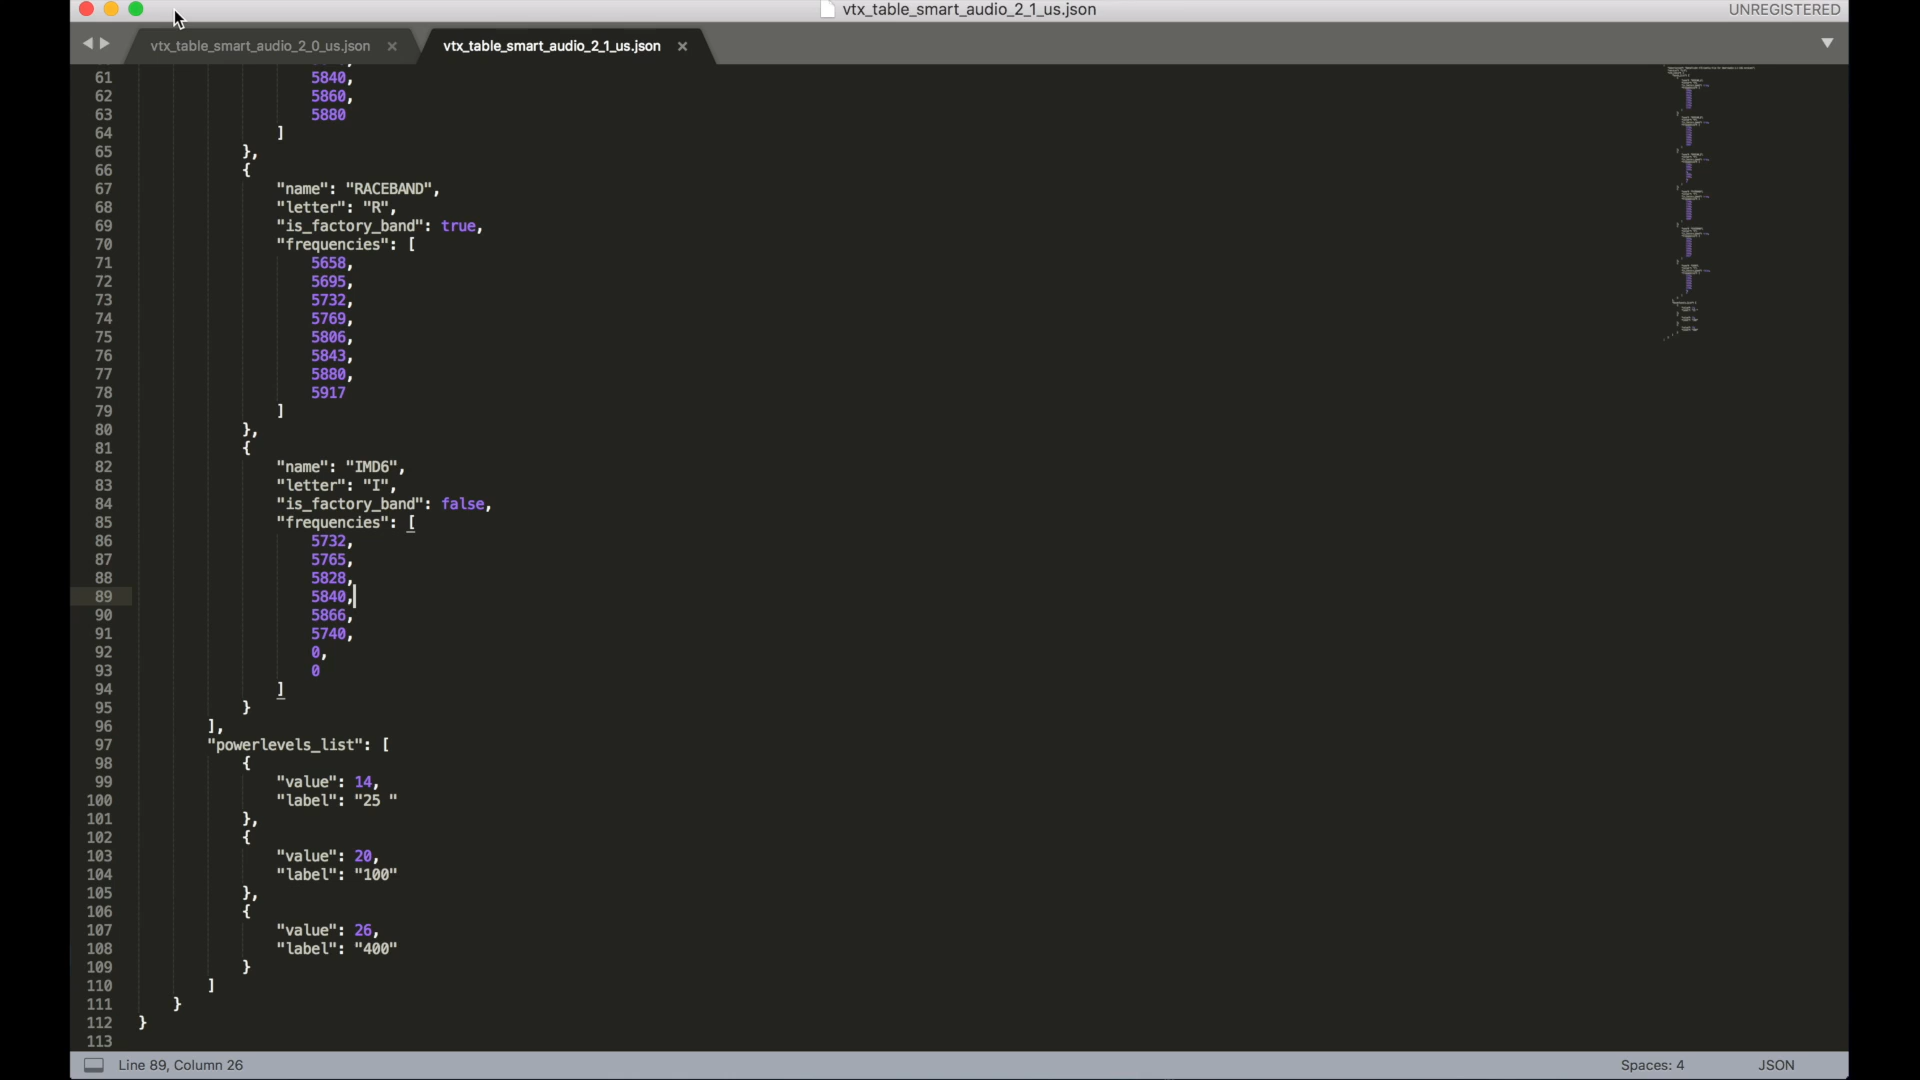 vtx_table_smart_audio_2_1_us.json
UNREGISTERED
vtx_table_smart_audio_2_0_us.json ×
vtx_table_smart_audio_2_1_us.json ×
61 5840,
62 5860,
63 5880
64 ]
65 },
66 {
67 "name": "RACEBAND",
68 "letter": "R",
69 "is_factory_band": true,
70 "frequencies": [
71 5658,
72 5695,
73 5732,
74 5769,
75 5806,
76 5843,
77 5880,
78 5917
79 ]
80 },
81 {
82 "name": "IMD6",
83 "letter": "I",
84 "is_factory_band": false,
85 "frequencies": [
86 5732,
87 5765,
88 5828,
89 5840,
90 5866,
91 5740,
92 0,
93 0
94 ]
95 }
96 ],
97 "powerlevels_list": [
98 {
99 "value": 14,
100 "label": "25 "
101 },
102 {
103 "value": 20,
104 "label": "100"
105 },
106 {
107 "value": 26,
108 "label": "400"
109 }
110 ]
111 }
112 }
113
Line 89, Column 26
Spaces: 4
JSON